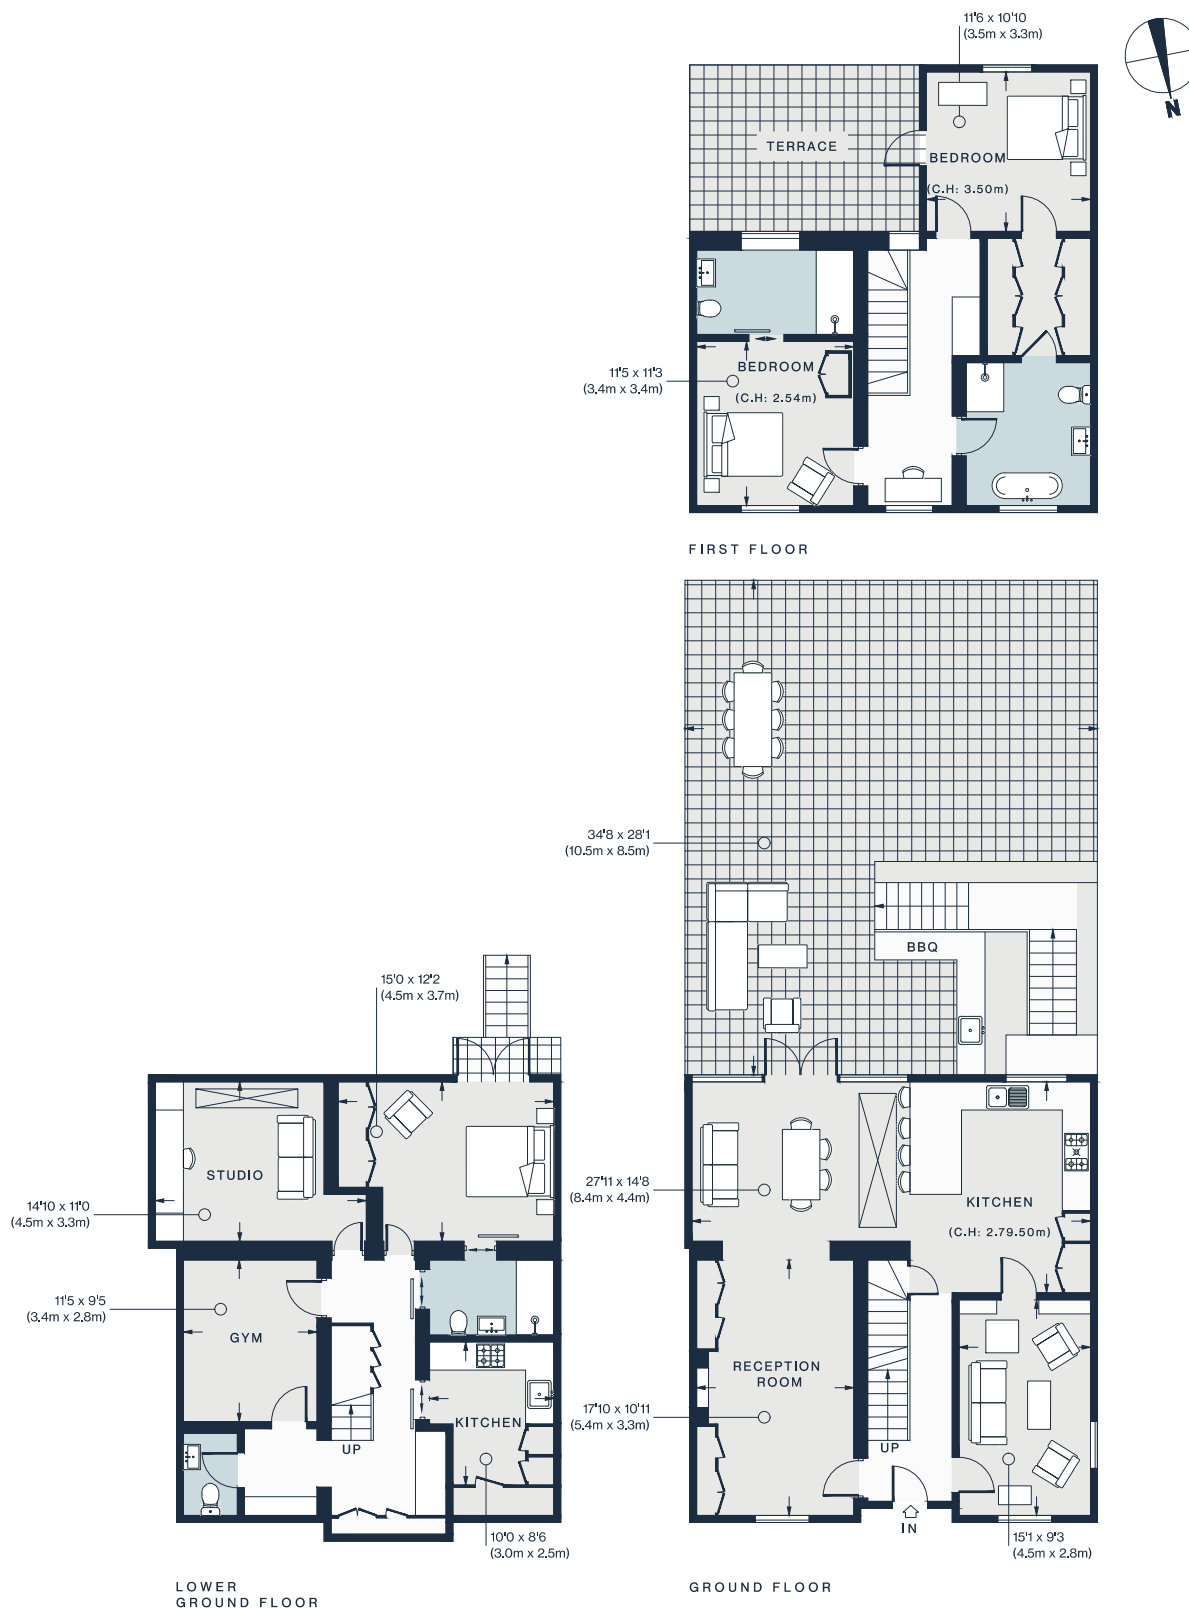 11'6 x 10'10
(3.5m x 3.3m)
N
TERRACE
BEDROOM
(C.H: 3.50m)
11'5 x 11'3
(3.4m x 3.4m)
BEDROOM
(C.H: 2.54m)
FIRST FLOOR
34'8 x 28'1
(10.5m x 8.5m)
BBQ
15'0 x 12'2
(4.5m x 3.7m)
STUDIO
14'10 x 11'0
(4.5m x 3.3m)
11'5 x 9'5
(3.4m x 2.8m)
GYM
UP
KITCHEN
10'0 x 8'6
(3.0m x 2.5m)
LOWER
GROUND FLOOR
27'11 x 14'8
(8.4m x 4.4m)
KITCHEN
(C.H: 2.79.50m)
RECEPTION
ROOM
17'10 x 10'11
(5.4m x 3.3m)
UP
IN
15'1 x 9'3
(4.5m x 2.8m)
GROUND FLOOR